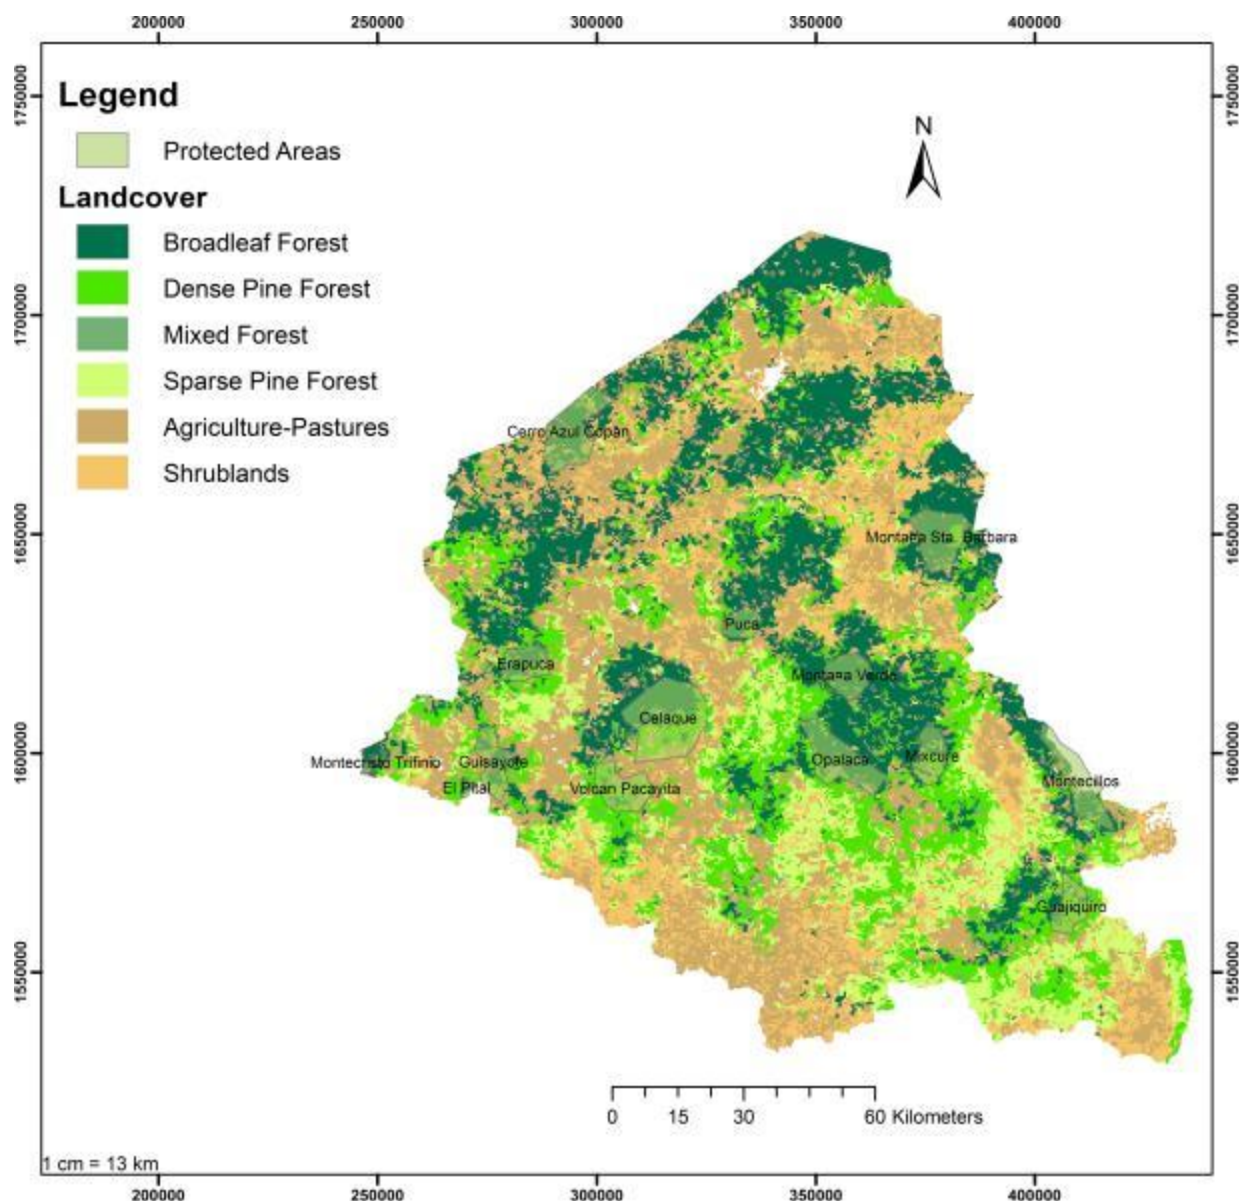 200000 250000 300000 350000 400000
1750000
1750000
Legend
Protected Areas
N
Landcover
Broadleaf Forest
Dense Pine Forest
Mixed Forest
1700000
1700000
Sparse Pine Forest
Agriculture-Pastures
Cerro Azul Copán
Shrublands
1650000
Montaña Sta. Barbara
1650000
Puca
Erapuca
Montaña Verde
Celaque
1600000
Montecristo Trifinio
Guisayote
Opalaca
Mixcure
1600000
El Pital
Volcan Pacayita
Montecillos
Guajiquiro
1550000
1550000
0 15 30 60 Kilometers
1 cm = 13 km
200000 250000 300000 350000 400000